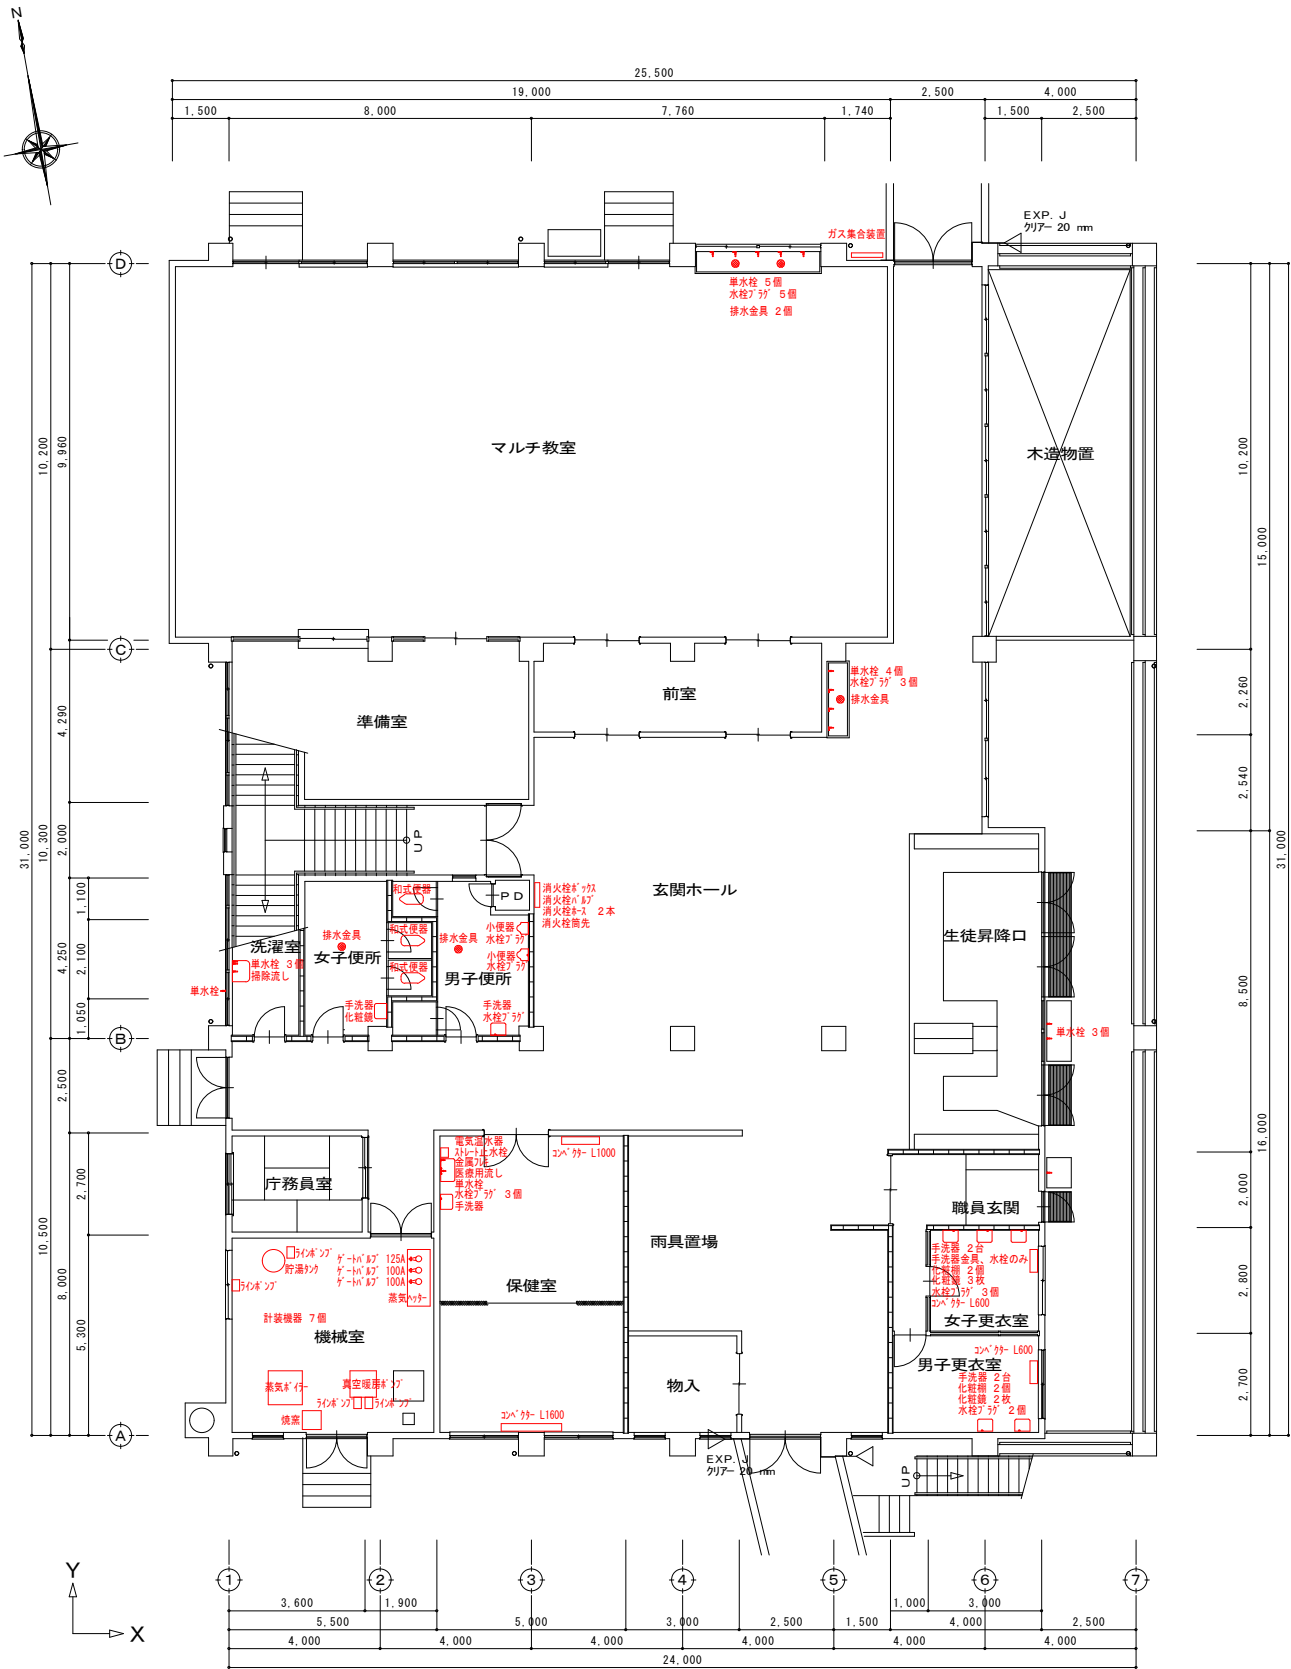 N
25,500
19,000
2,500
4,000
1,500
8,000
7,760
1,740
1,500
2,500
EXP. J
クリアー 20 mm
ガス集合装置
D
単水栓 5個
水栓プラグ 5個
排水金具 2個
マルチ教室
木造物置
10,200
9,960
10,200
15,000
C
単水栓 4個
水栓プラグ 3個
排水金具
前室
準備室
4,290
2,260
2,540
31,000
10,300
2,000
31,000
UP
玄関ホール
PD
消火栓ボックス
消火栓バルブ
消火栓ホース 2本
消火栓筒先
和式便器
和式便器
和式便器
小便器
水栓プラグ
小便器
水栓プラグ
排水金具
排水金具
洗濯室
女子便所
男子便所
単水栓 3個
掃除流し
単水栓
手洗器
化粧鏡
手洗器
水栓プラグ
生徒昇降口
単水栓 3個
1,100
4,250
2,100
1,050
8,500
B
2,500
16,000
電気温水器
ストレート止水栓
金属フレキ
医療用流し
単水栓
水栓プラグ 3個
手洗器
コンベクター L1000
庁務員室
職員玄関
2,700
2,000
10,500
8,000
雨具置場
保健室
ラインポンプ
貯湯タンク
ラインポンプ
ゲートバルブ 125A
ゲートバルブ 100A
ゲートバルブ 100A
蒸気ヘッダー
計装機器 7個
機械室
手洗器 2台
手洗器金具、水栓のみ
化粧棚 2個
化粧鏡 3枚
水栓プラグ 3個
コンベクター L600
女子更衣室
2,800
5,300
コンベクター L600
男子更衣室
手洗器 2台
化粧棚 2個
化粧鏡 2枚
水栓プラグ 2個
2,700
物入
蒸気ボイラー
真空暖房ポンプ
ラインポンプ
ラインポンプ
焼窯
コンベクター L1600
A
EXP. J
クリアー 20 mm
UP
Y
X
1
2
3
4
5
6
7
3,600
1,900
1,000
3,000
5,500
5,000
3,000
2,500
1,500
4,000
2,500
4,000
4,000
4,000
4,000
4,000
4,000
24,000